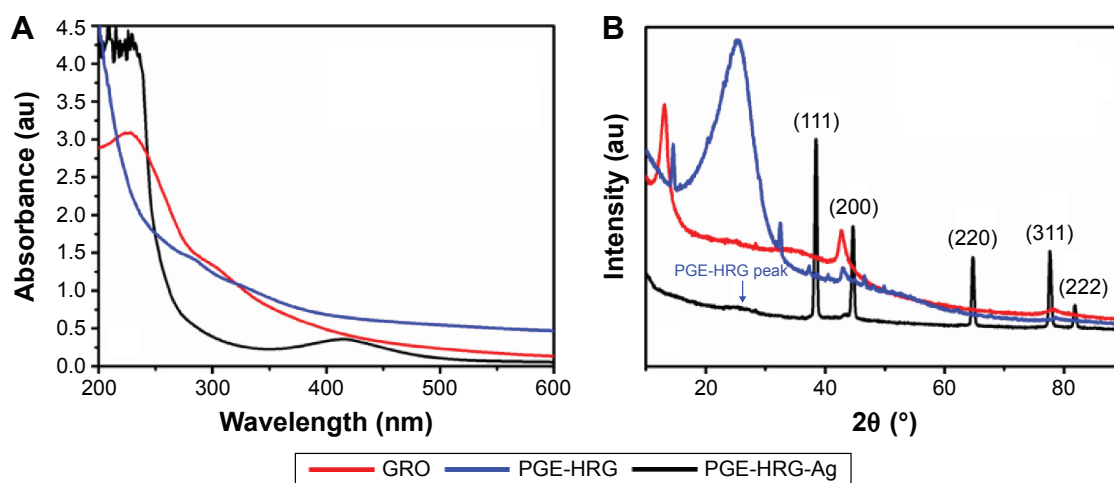 A
Absorbance (au)
4.5
4.0
3.5
3.0
2.5
2.0
1.5
1.0
0.5
0.0
200
300
400
500
600
Wavelength (nm)
B
Intensity (au)
(111)
(200)
(220)
(311)
(222)
PGE-HRG peak
20
40
60
80
2θ (°)
GRO
PGE-HRG
PGE-HRG-Ag